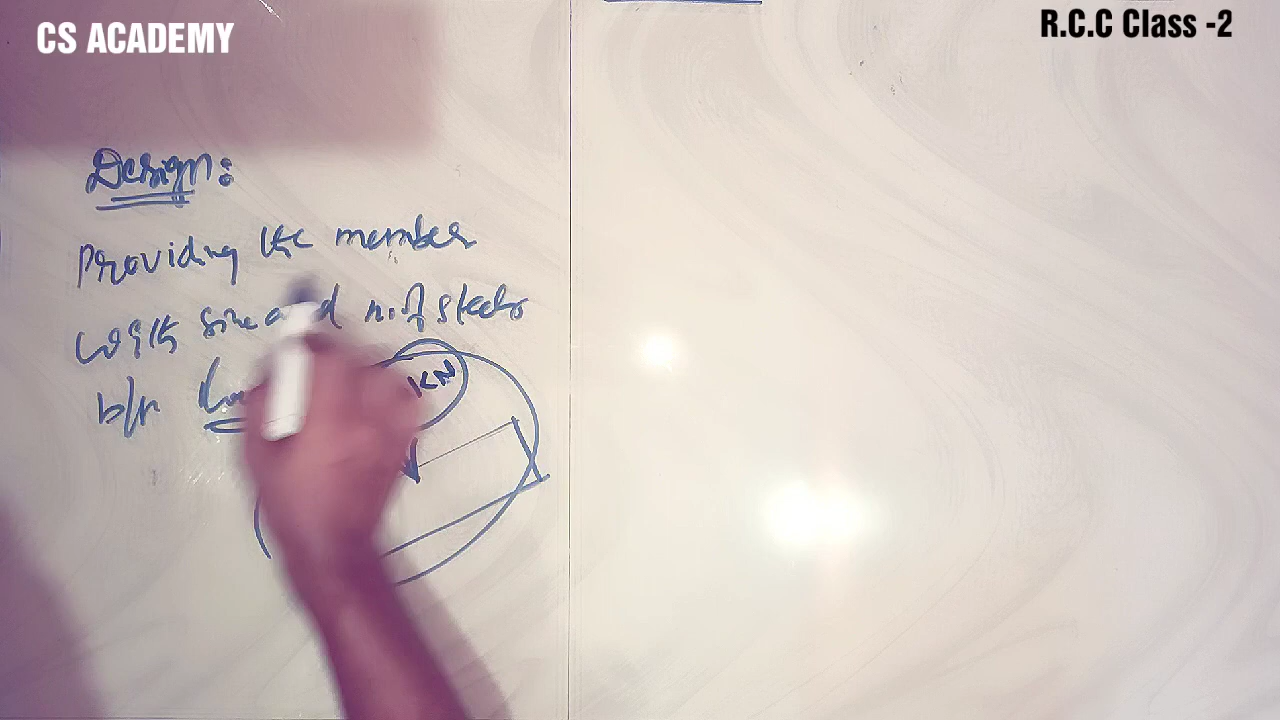 CS ACADEMY
R.C.C Class -2
Design:
Providing the member
with size and n.of steels
b/n
KN